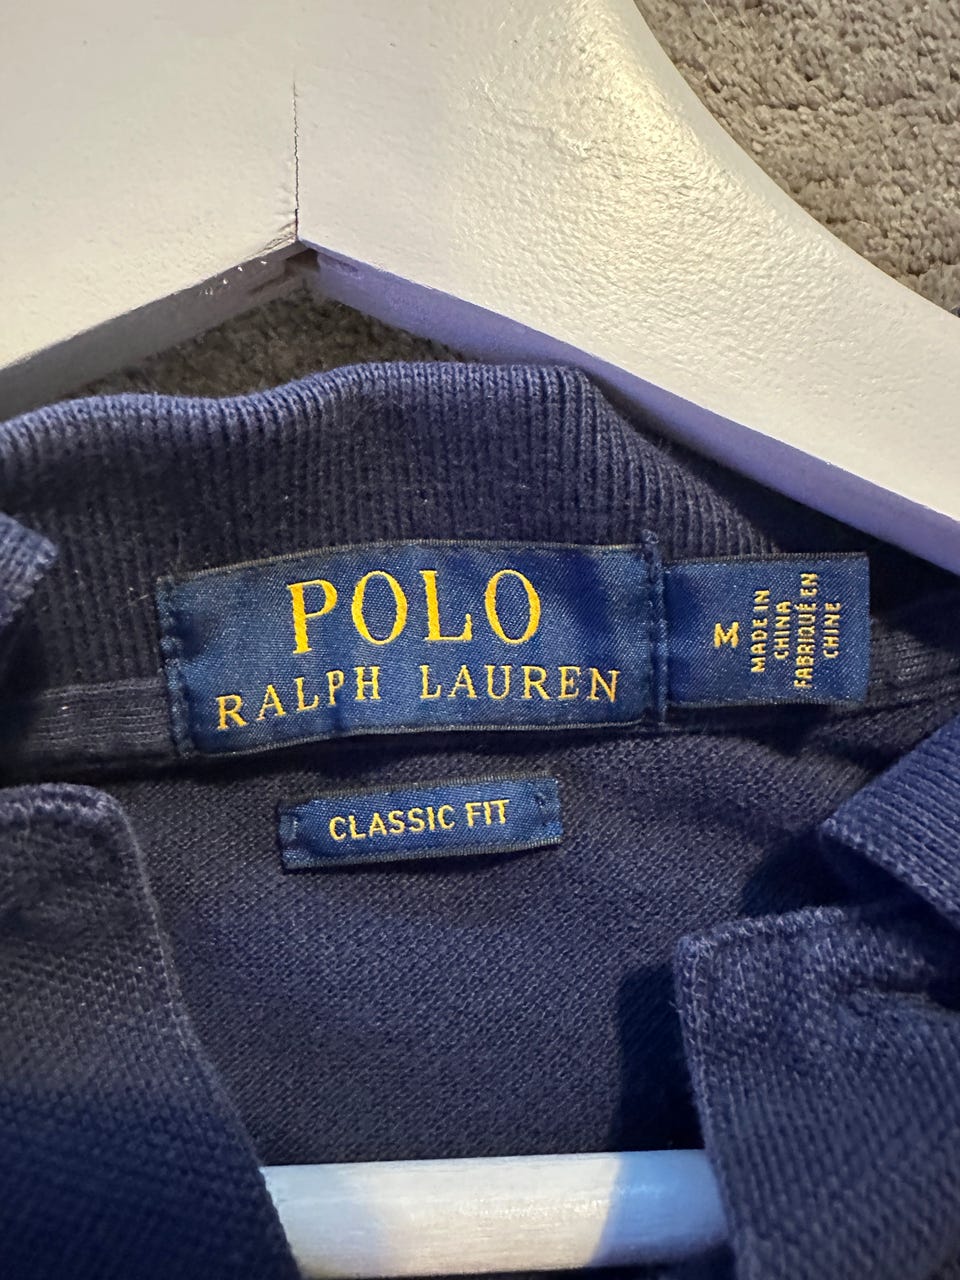 POLO
RALPH LAUREN
M
MADE IN
CHINA
FABRIQUÉ EN
CHINE
CLASSIC FIT